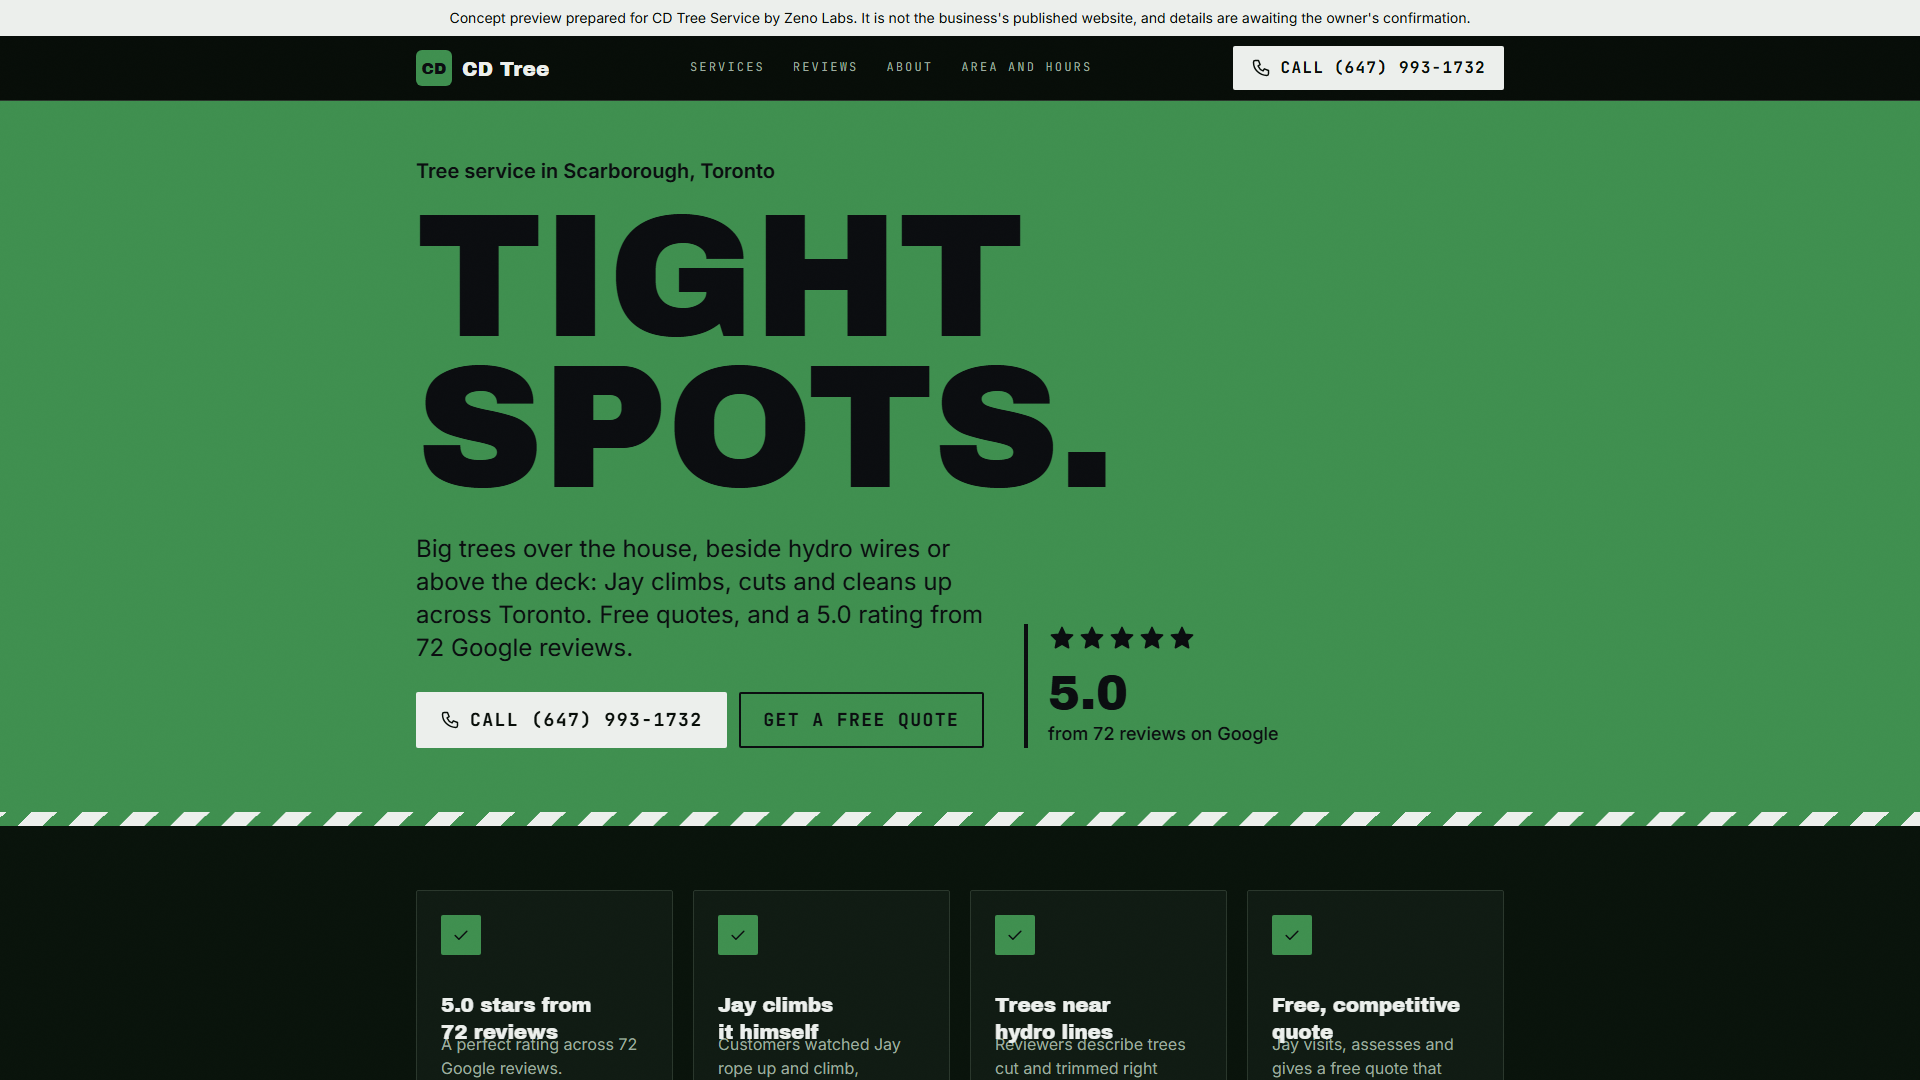 Concept preview prepared for CD Tree Service by Zeno Labs. It is not the business's published website, and details are awaiting the owner's confirmation.
CD CD Tree
SERVICES REVIEWS ABOUT AREA AND HOURS
CALL (647) 993-1732
Tree service in Scarborough, Toronto
TIGHT
SPOTS.
Big trees over the house, beside hydro wires or
above the deck: Jay climbs, cuts and cleans up
across Toronto. Free quotes, and a 5.0 rating from
72 Google reviews.
CALL (647) 993-1732
GET A FREE QUOTE
5.0
from 72 reviews on Google
5.0 stars from
72 reviews
A perfect rating across 72
Google reviews.
Jay climbs
it himself
Customers watched Jay
rope up and climb,
Trees near
hydro lines
Reviewers describe trees
cut and trimmed right
Free, competitive
quote
Jay visits, assesses and
gives a free quote that